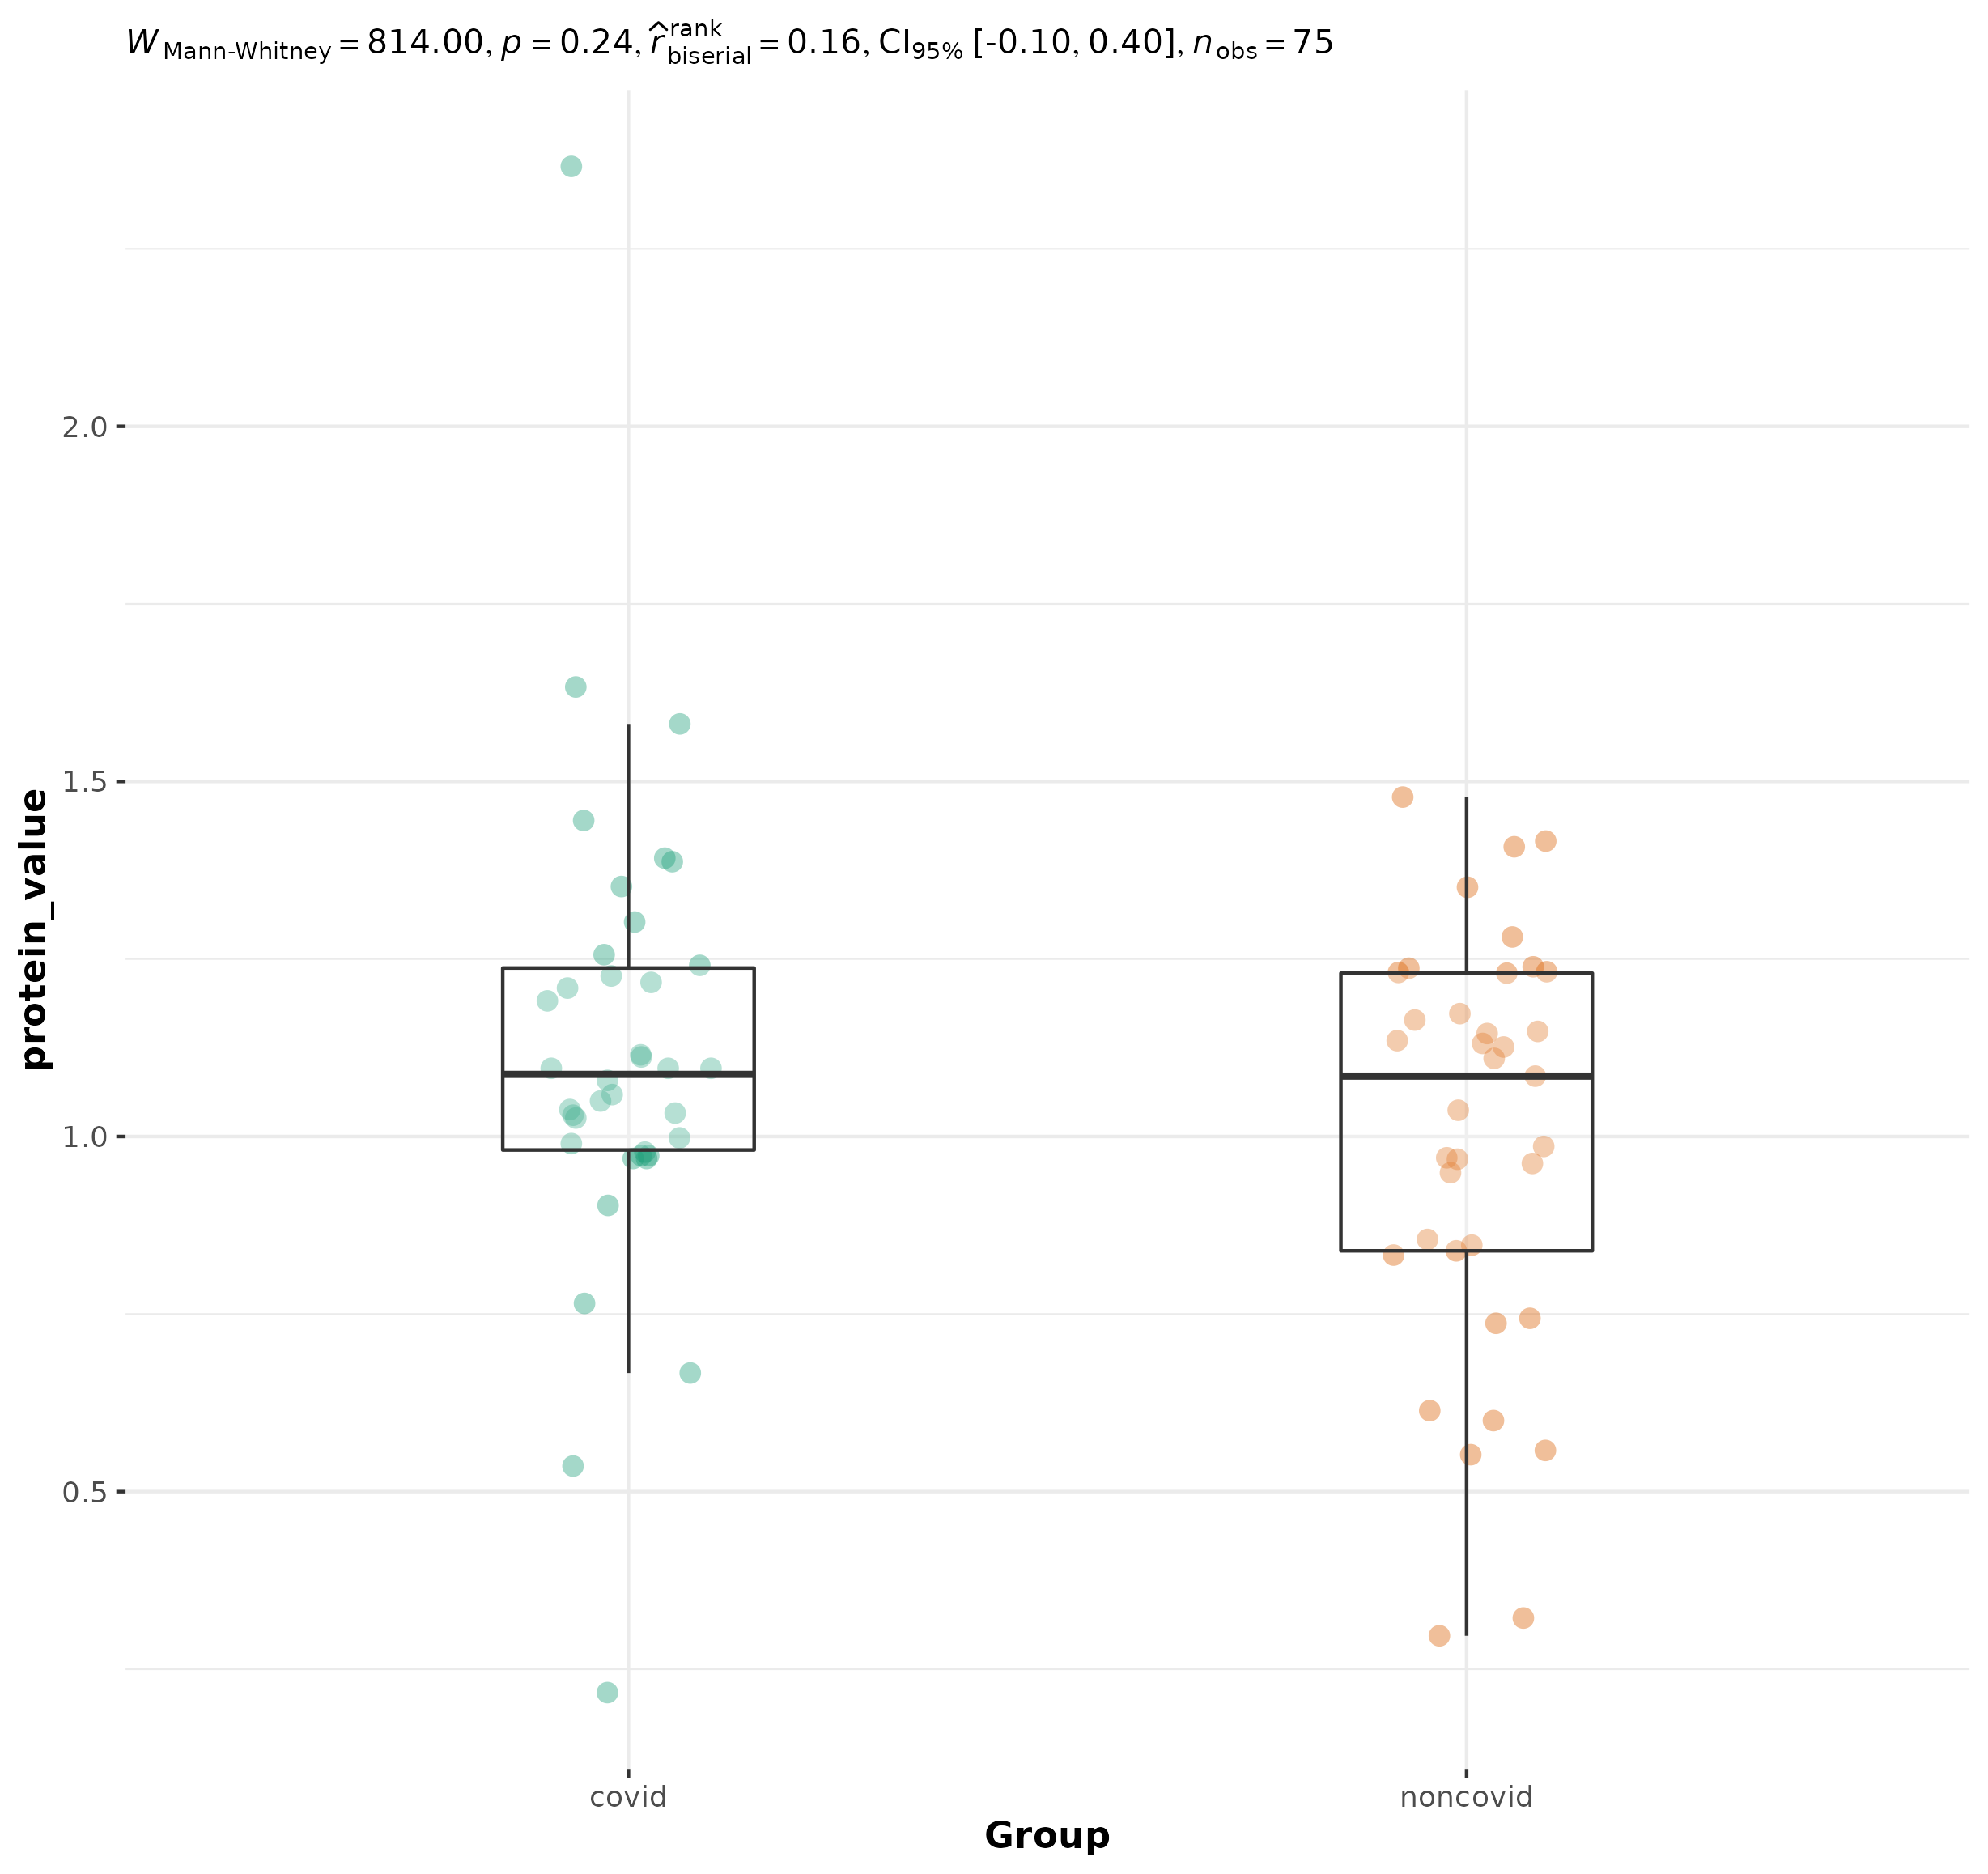 W Mann-Whitney = 814.00, p = 0.24, r̂ rank biserial = 0.16, CI95% [-0.10, 0.40], n obs = 75
protein_value
2.0
1.5
1.0
0.5
covid noncovid
Group